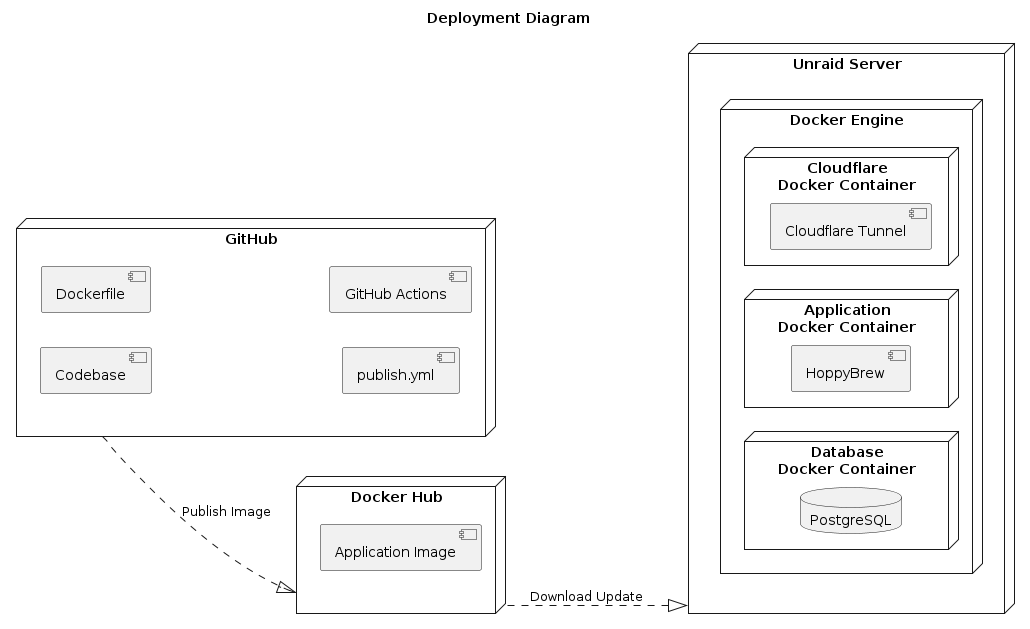 Deployment Diagram
GitHub
Dockerfile
GitHub Actions
Codebase
publish.yml
Publish Image
Docker Hub
Application Image
Download Update
Unraid Server
Docker Engine
Cloudflare
Docker Container
Cloudflare Tunnel
Application
Docker Container
HoppyBrew
Database
Docker Container
PostgreSQL